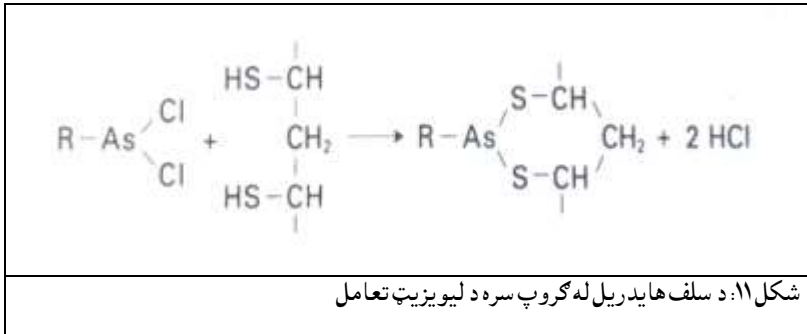 HS-CH
R-As Cl Cl + CH₂ → R-As S-CH S-CH CH₂ + 2 HCl
HS-CH
شکل۱۱: د سلف هایدریل له ګروپ سره د لیویزیټ تعامل